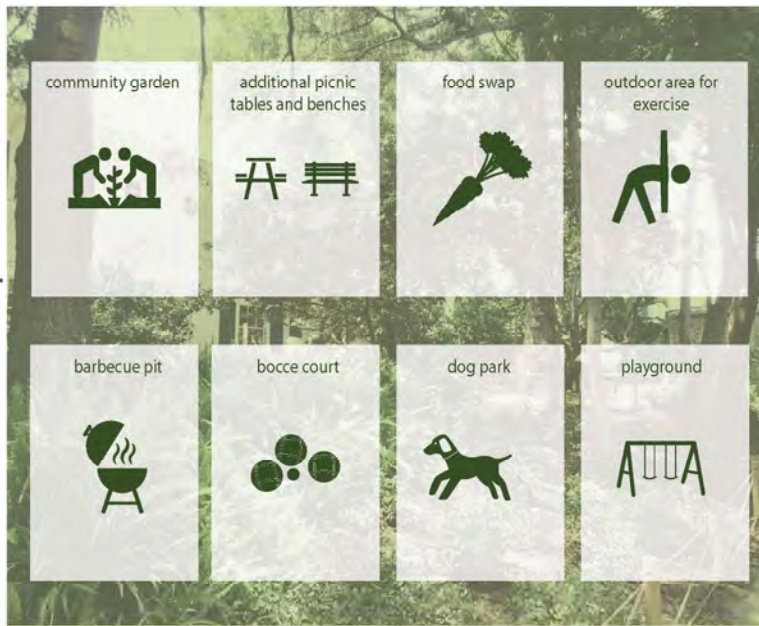 community garden
additional picnic
tables and benches
food swap
outdoor area for
exercise
barbecue pit
bocce court
dog park
playground